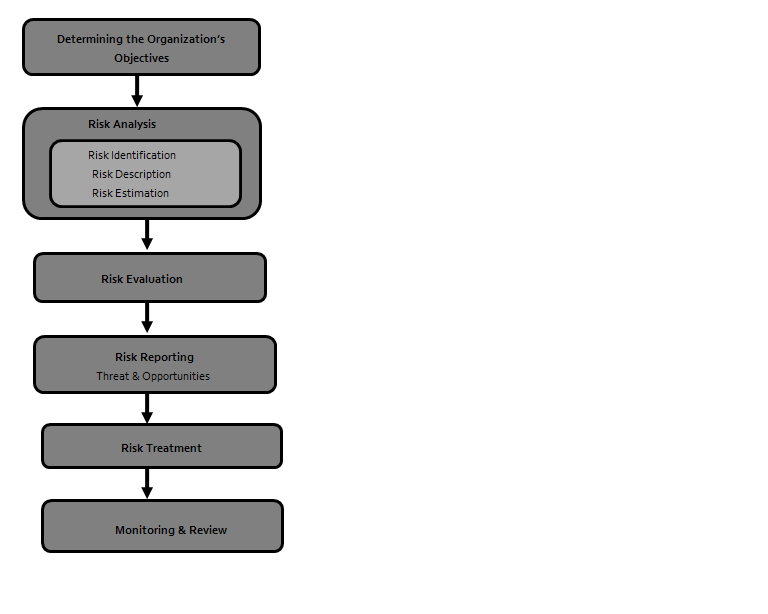 Determining the Organization's
Objectives
Risk Analysis
Risk Identification
Risk Description
Risk Estimation
Risk Evaluation
Risk Reporting
Threat & Opportunities
Risk Treatment
Monitoring & Review